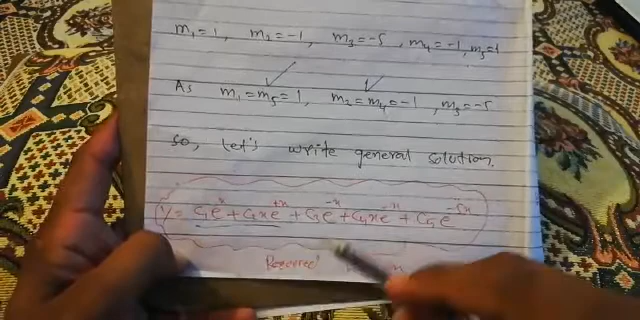 m₁=1, m₂=-1, m₃=-5, m₄=-1, m₅=1
As m₁=m₅=1, m₂=m₄=-1, m₃=-5
So, Let's write general solution.
y = c₁eˣ + c₂xe⁺ˣ + c₃e⁻ˣ + c₄xe⁻ˣ + c₅e⁻⁵ˣ
Required